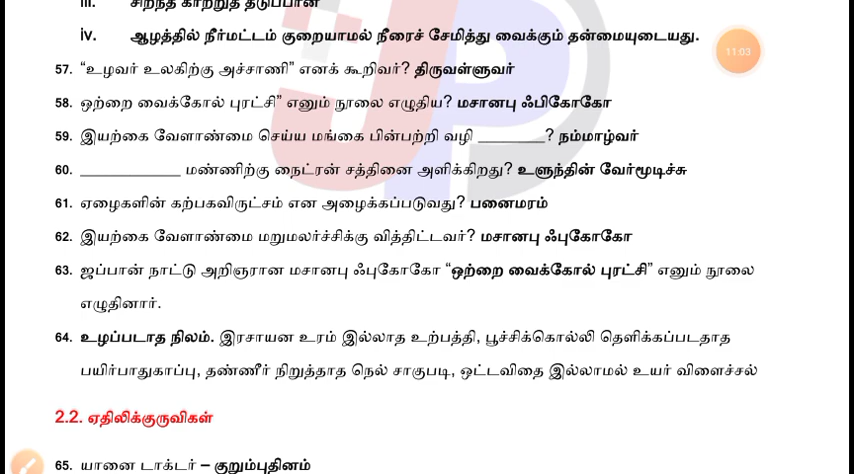 iii. சிறந்த காற்றுத் தடுப்பான்
iv. ஆழத்தில் நீர்மட்டம் குறையாமல் நீரைச் சேமித்து வைக்கும் தன்மையுடையது.
11:03
57. “உழவர் உலகிற்கு அச்சாணி” எனக் கூறிவர்? திருவள்ளுவர்
58. ஒற்றை வைக்கோல் புரட்சி” எனும் நூலை எழுதிய? மசானபு ஃபிகோகோ
59. இயற்கை வேளாண்மை செய்ய மங்கை பின்பற்றி வழி ________? நம்மாழ்வர்
60. ____________ மண்ணிற்கு நைட்ரன் சத்தினை அளிக்கிறது? உளுந்தின் வேர்மூடிச்சு
61. ஏழைகளின் கற்பகவிருட்சம் என அழைக்கப்படுவது? பனைமரம்
62. இயற்கை வேளாண்மை மறுமலர்ச்சிக்கு வித்திட்டவர்? மசானபு ஃபுகோகோ
63. ஜப்பான் நாட்டு அறிஞரான மசானபு ஃபுகோகோ “ஒற்றை வைக்கோல் புரட்சி” எனும் நூலை
எழுதினார்.
64. உழப்படாத நிலம். இரசாயன உரம் இல்லாத உற்பத்தி, பூச்சிக்கொல்லி தெளிக்கப்படதாத
பயிர்பாதுகாப்பு, தண்ணீர் நிறுத்தாத நெல் சாகுபடி, ஒட்டவிதை இல்லாமல் உயர் விளைச்சல்
2.2. ஏதிலிக்குருவிகள்
65. யானை டாக்டர் – குறும்புதினம்